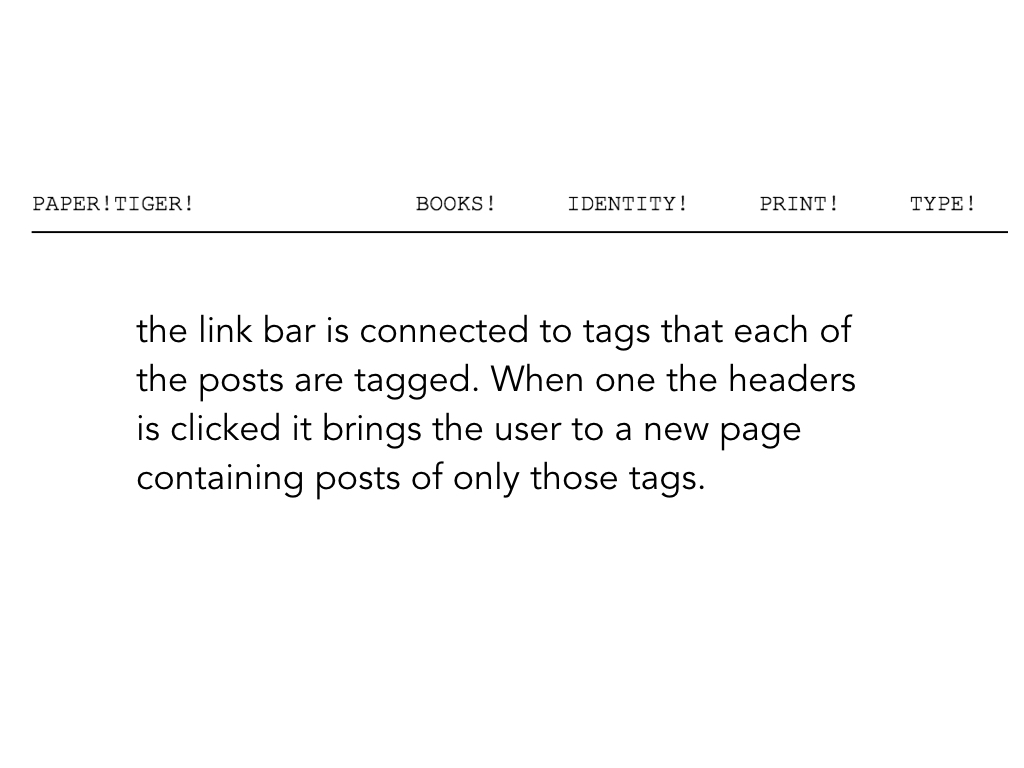 PAPER!TIGER! BOOKS! IDENTITY! PRINT! TYPE!
the link bar is connected to tags that each of
the posts are tagged. When one the headers
is clicked it brings the user to a new page
containing posts of only those tags.